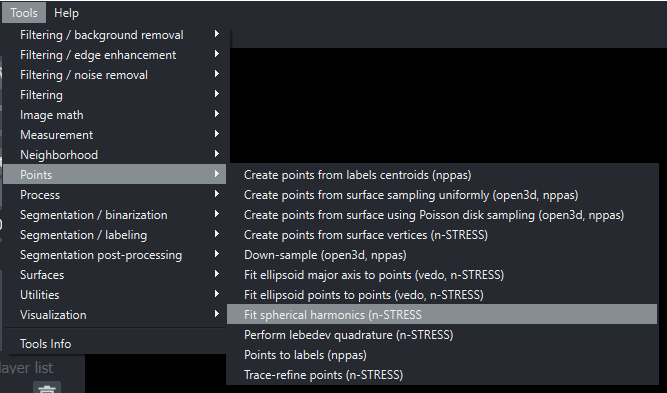 Tools Help
Filtering / background removal
Filtering / edge enhancement
Filtering / noise removal
Filtering
Image math
Measurement
Neighborhood
Points
Process
Segmentation / binarization
Segmentation / labeling
Segmentation post-processing
Surfaces
Utilities
Visualization
Tools Info
Create points from labels centroids (nppas)
Create points from surface sampling uniformly (open3d, nppas)
Create points from surface using Poisson disk sampling (open3d, nppas)
Create points from surface vertices (n-STRESS)
Down-sample (open3d, nppas)
Fit ellipsoid major axis to points (vedo, n-STRESS)
Fit ellipsoid points to points (vedo, n-STRESS)
Fit spherical harmonics (n-STRESS
Perform lebedev quadrature (n-STRESS)
Points to labels (nppas)
Trace-refine points (n-STRESS)
ayer list